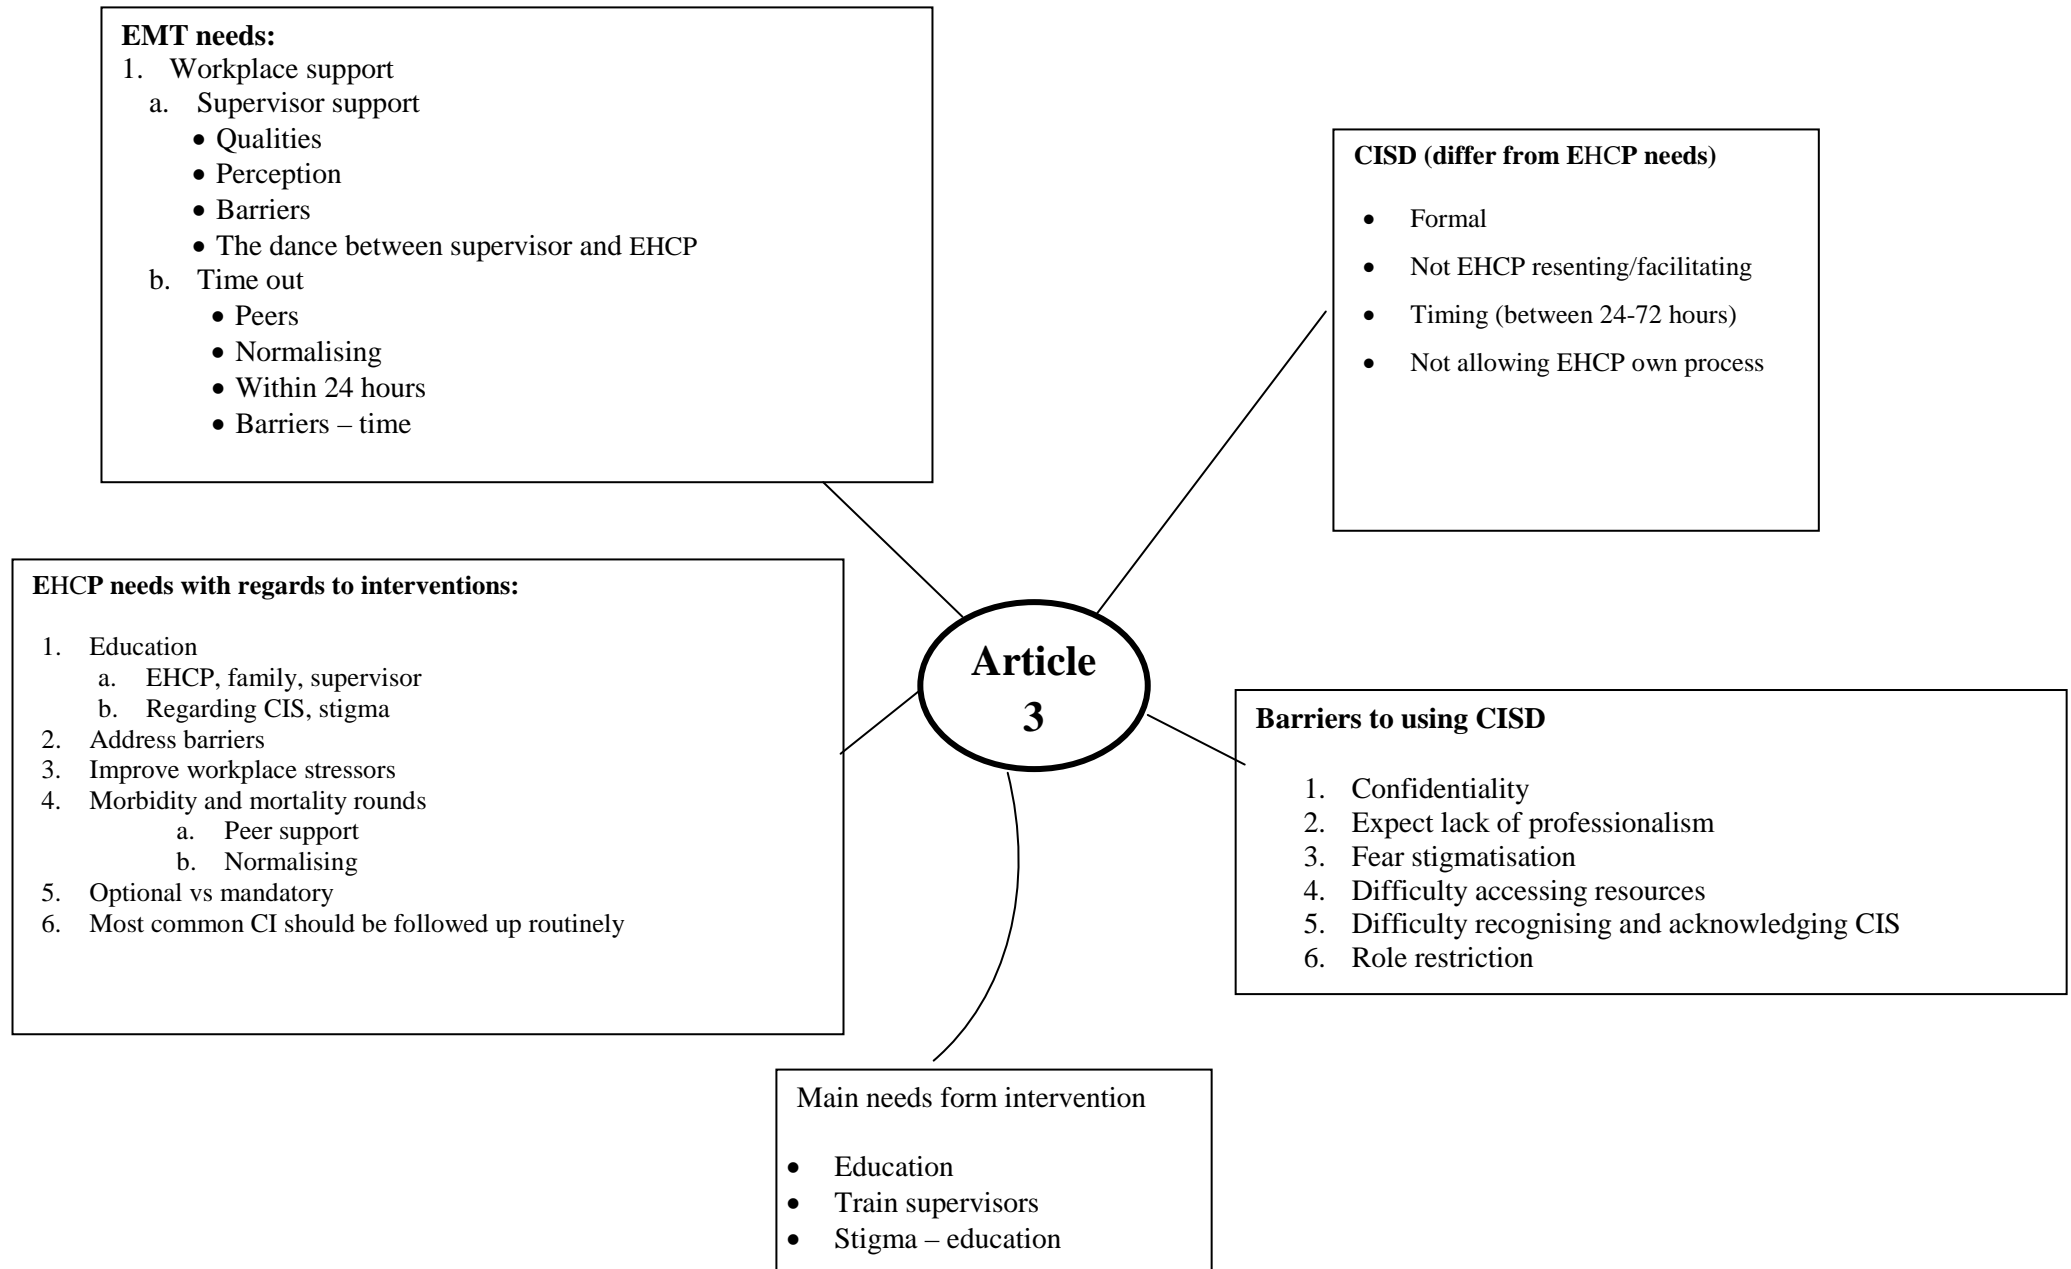 EMT needs:
1. Workplace support
a. Supervisor support
• Qualities
• Perception
• Barriers
• The dance between supervisor and EHCP
b. Time out
• Peers
• Normalising
• Within 24 hours
• Barriers – time
CISD (differ from EHCP needs)
• Formal
• Not EHCP resenting/facilitating
• Timing (between 24-72 hours)
• Not allowing EHCP own process
EHCP needs with regards to interventions:
1. Education
a. EHCP, family, supervisor
b. Regarding CIS, stigma
2. Address barriers
3. Improve workplace stressors
4. Morbidity and mortality rounds
a. Peer support
b. Normalising
5. Optional vs mandatory
6. Most common CI should be followed up routinely
Article
3
Barriers to using CISD
1. Confidentiality
2. Expect lack of professionalism
3. Fear stigmatisation
4. Difficulty accessing resources
5. Difficulty recognising and acknowledging CIS
6. Role restriction
Main needs form intervention
• Education
• Train supervisors
• Stigma – education